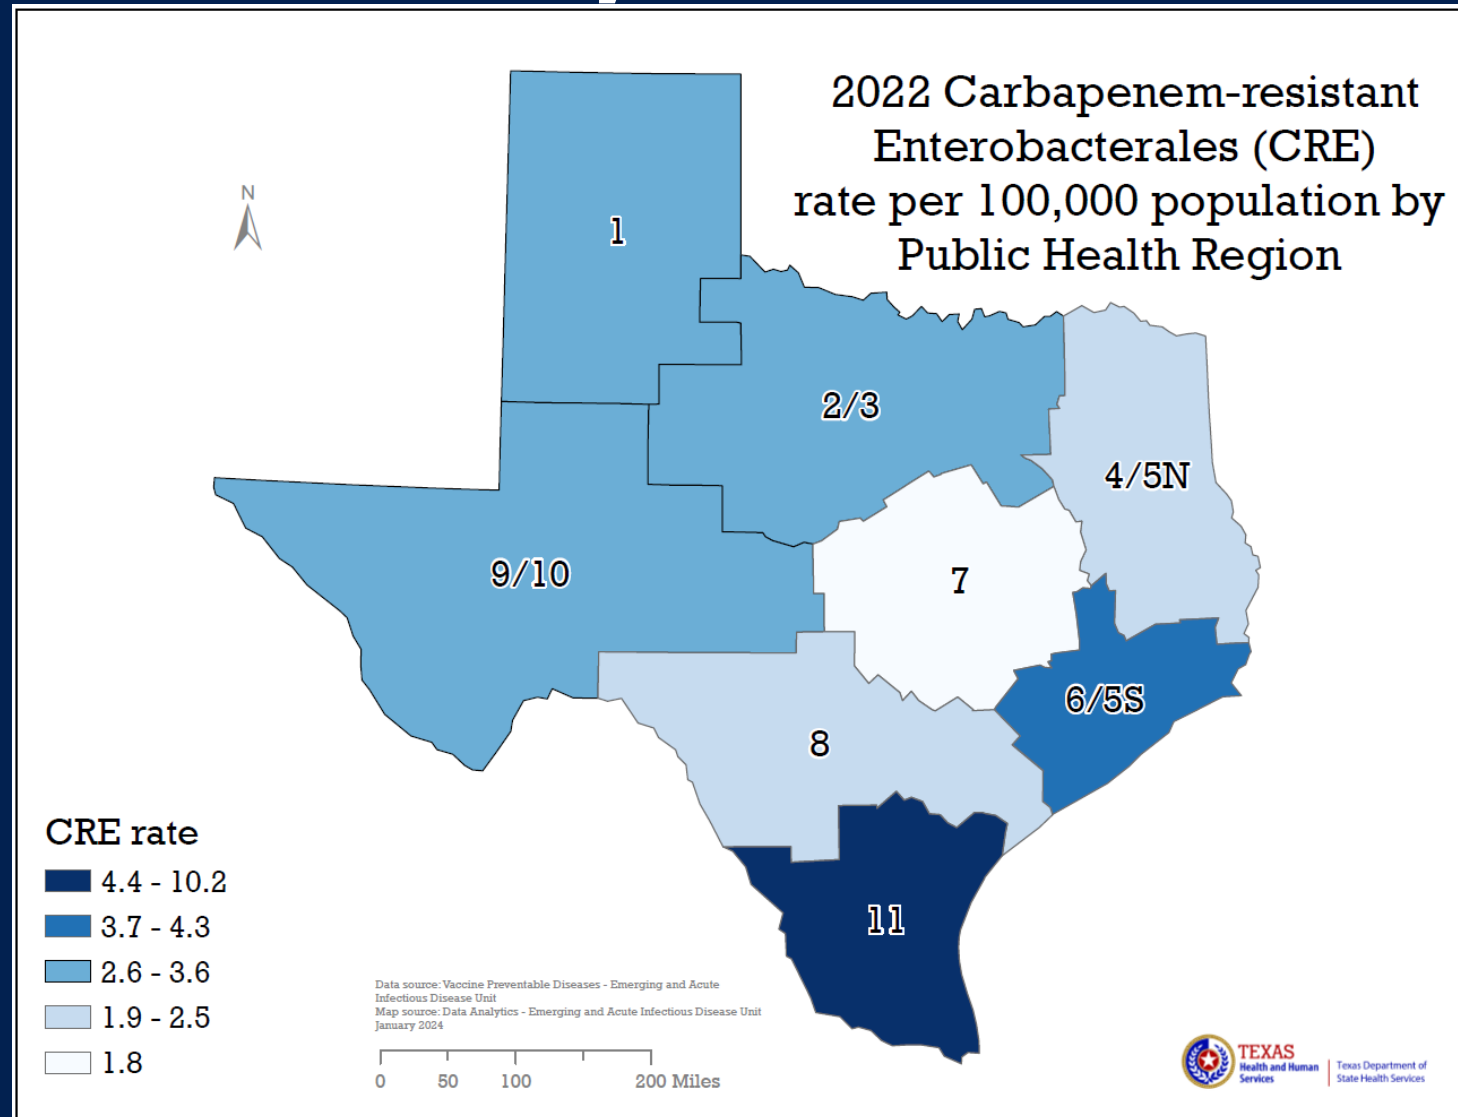 2022 Carbapenem-resistant
Enterobacterales (CRE)
rate per 100,000 population by
Public Health Region
N
1
2/3
4/5N
9/10
7
6/5S
8
11
CRE rate
4.4 - 10.2
3.7 - 4.3
2.6 - 3.6
1.9 - 2.5
1.8
Data source: Vaccine Preventable Diseases - Emerging and Acute
Infectious Disease Unit
Map source: Data Analytics - Emerging and Acute Infectious Disease Unit
January 2024
0 50 100 200 Miles
TEXAS
Health and Human
Services
Texas Department of
State Health Services